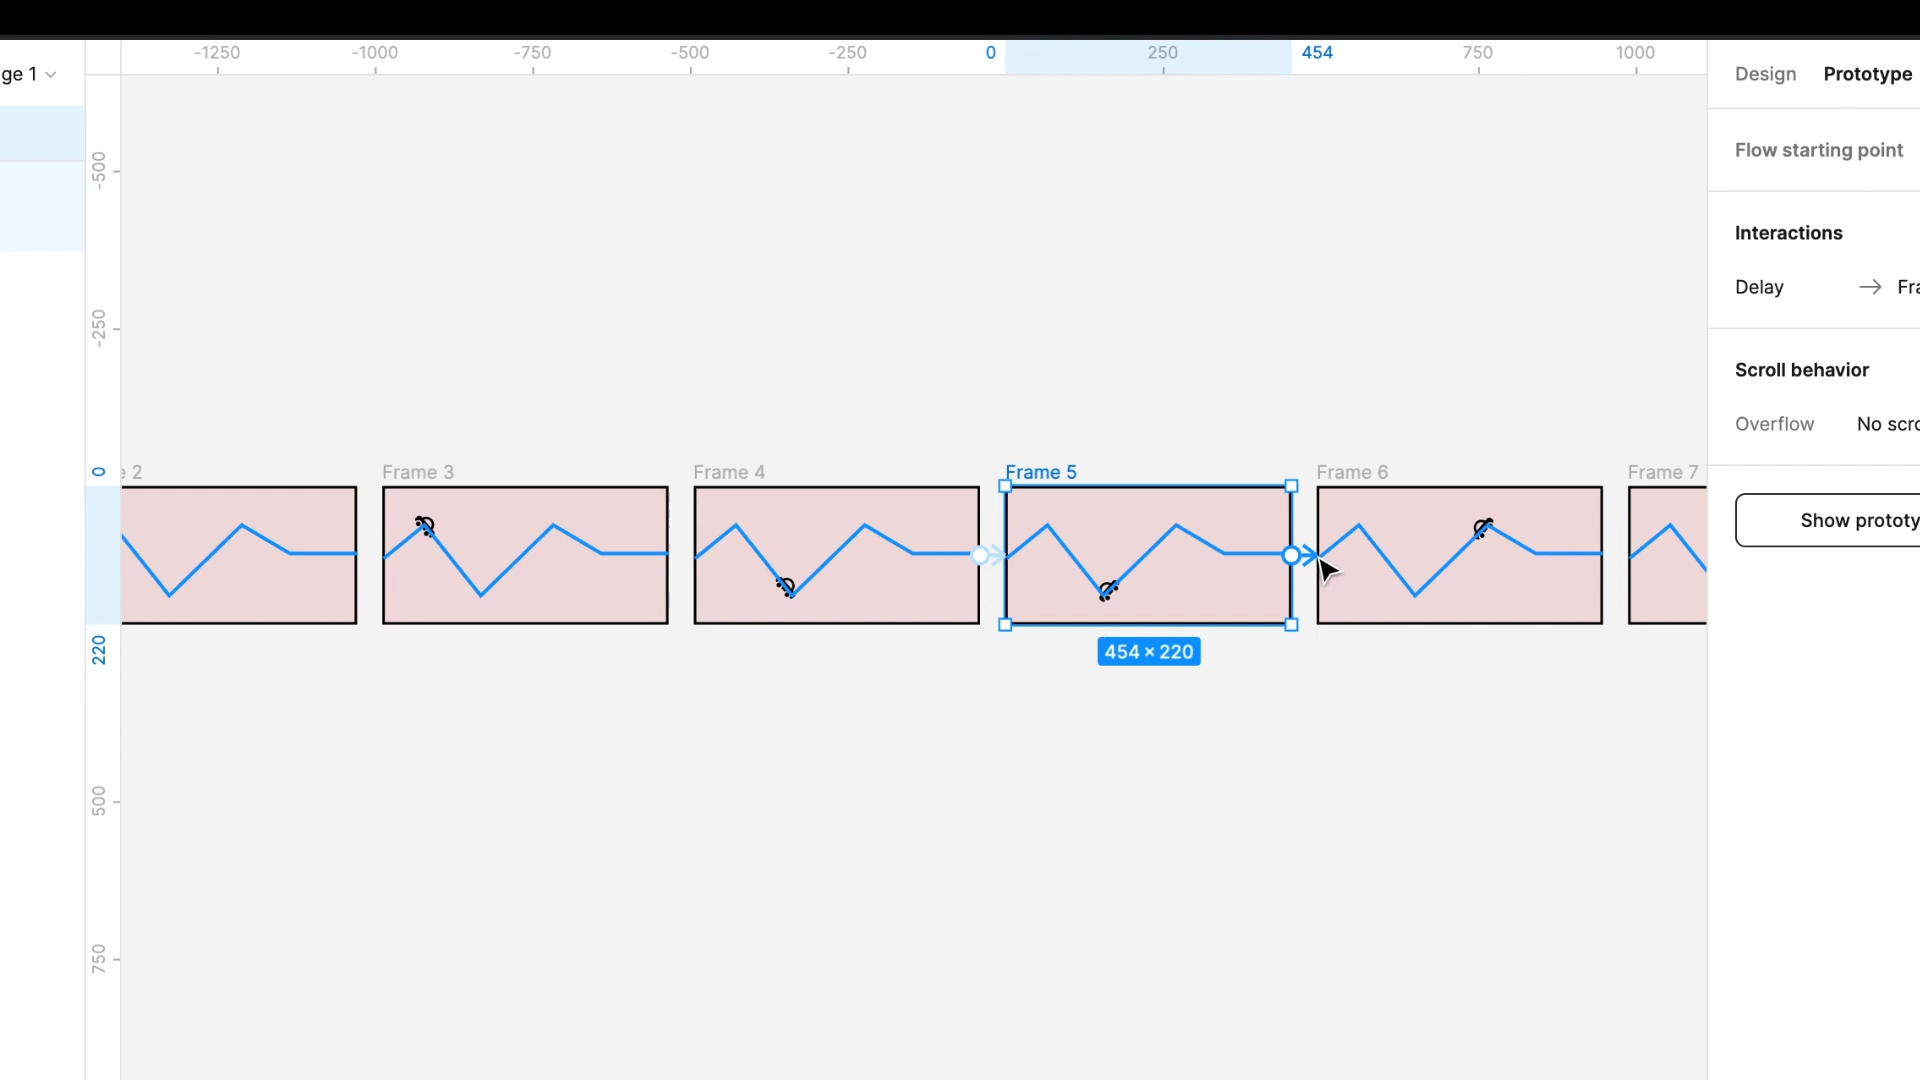 -1250 -1000 -750 -500 -250 0 250 454 750 1000
ge 1
Design Prototype
Flow starting point
Interactions
Delay → Fra
Scroll behavior
Overflow No scro
Show prototy
-500
-250
0
220
500
750
e 2 Frame 3 Frame 4 Frame 5 Frame 6 Frame 7
454 × 220